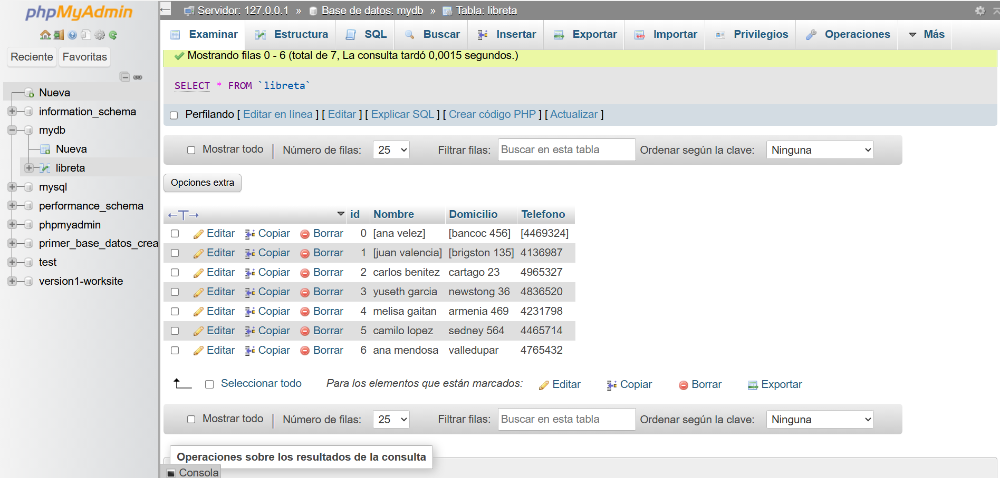 phpMyAdmin
Reciente Favoritas
Nueva
information_schema
mydb
Nueva
libreta
mysql
performance_schema
phpmyadmin
primer_base_datos_crea
test
version1-worksite
Servidor: 127.0.0.1 » Base de datos: mydb » Tabla: libreta
Examinar Estructura SQL Buscar Insertar Exportar Importar Privilegios Operaciones Más
Mostrando filas 0 - 6 (total de 7, La consulta tardó 0,0015 segundos.)
SELECT * FROM `libreta`
Perfilando [ Editar en línea ] [ Editar ] [ Explicar SQL ] [ Crear código PHP ] [ Actualizar ]
Mostrar todo Número de filas: 25 Filtrar filas: Buscar en esta tabla Ordenar según la clave: Ninguna
Opciones extra
←T→ id Nombre Domicilio Telefono
Editar Copiar Borrar 0 [ana velez] [bancoc 456] [4469324]
Editar Copiar Borrar 1 [juan valencia] [brigston 135] 4136987
Editar Copiar Borrar 2 carlos benitez cartago 23 4965327
Editar Copiar Borrar 3 yuseth garcia newstong 36 4836520
Editar Copiar Borrar 4 melisa gaitan armenia 469 4231798
Editar Copiar Borrar 5 camilo lopez sedney 564 4465714
Editar Copiar Borrar 6 ana mendosa valledupar 4765432
Seleccionar todo Para los elementos que están marcados: Editar Copiar Borrar Exportar
Mostrar todo Número de filas: 25 Filtrar filas: Buscar en esta tabla Ordenar según la clave: Ninguna
Operaciones sobre los resultados de la consulta
Consola